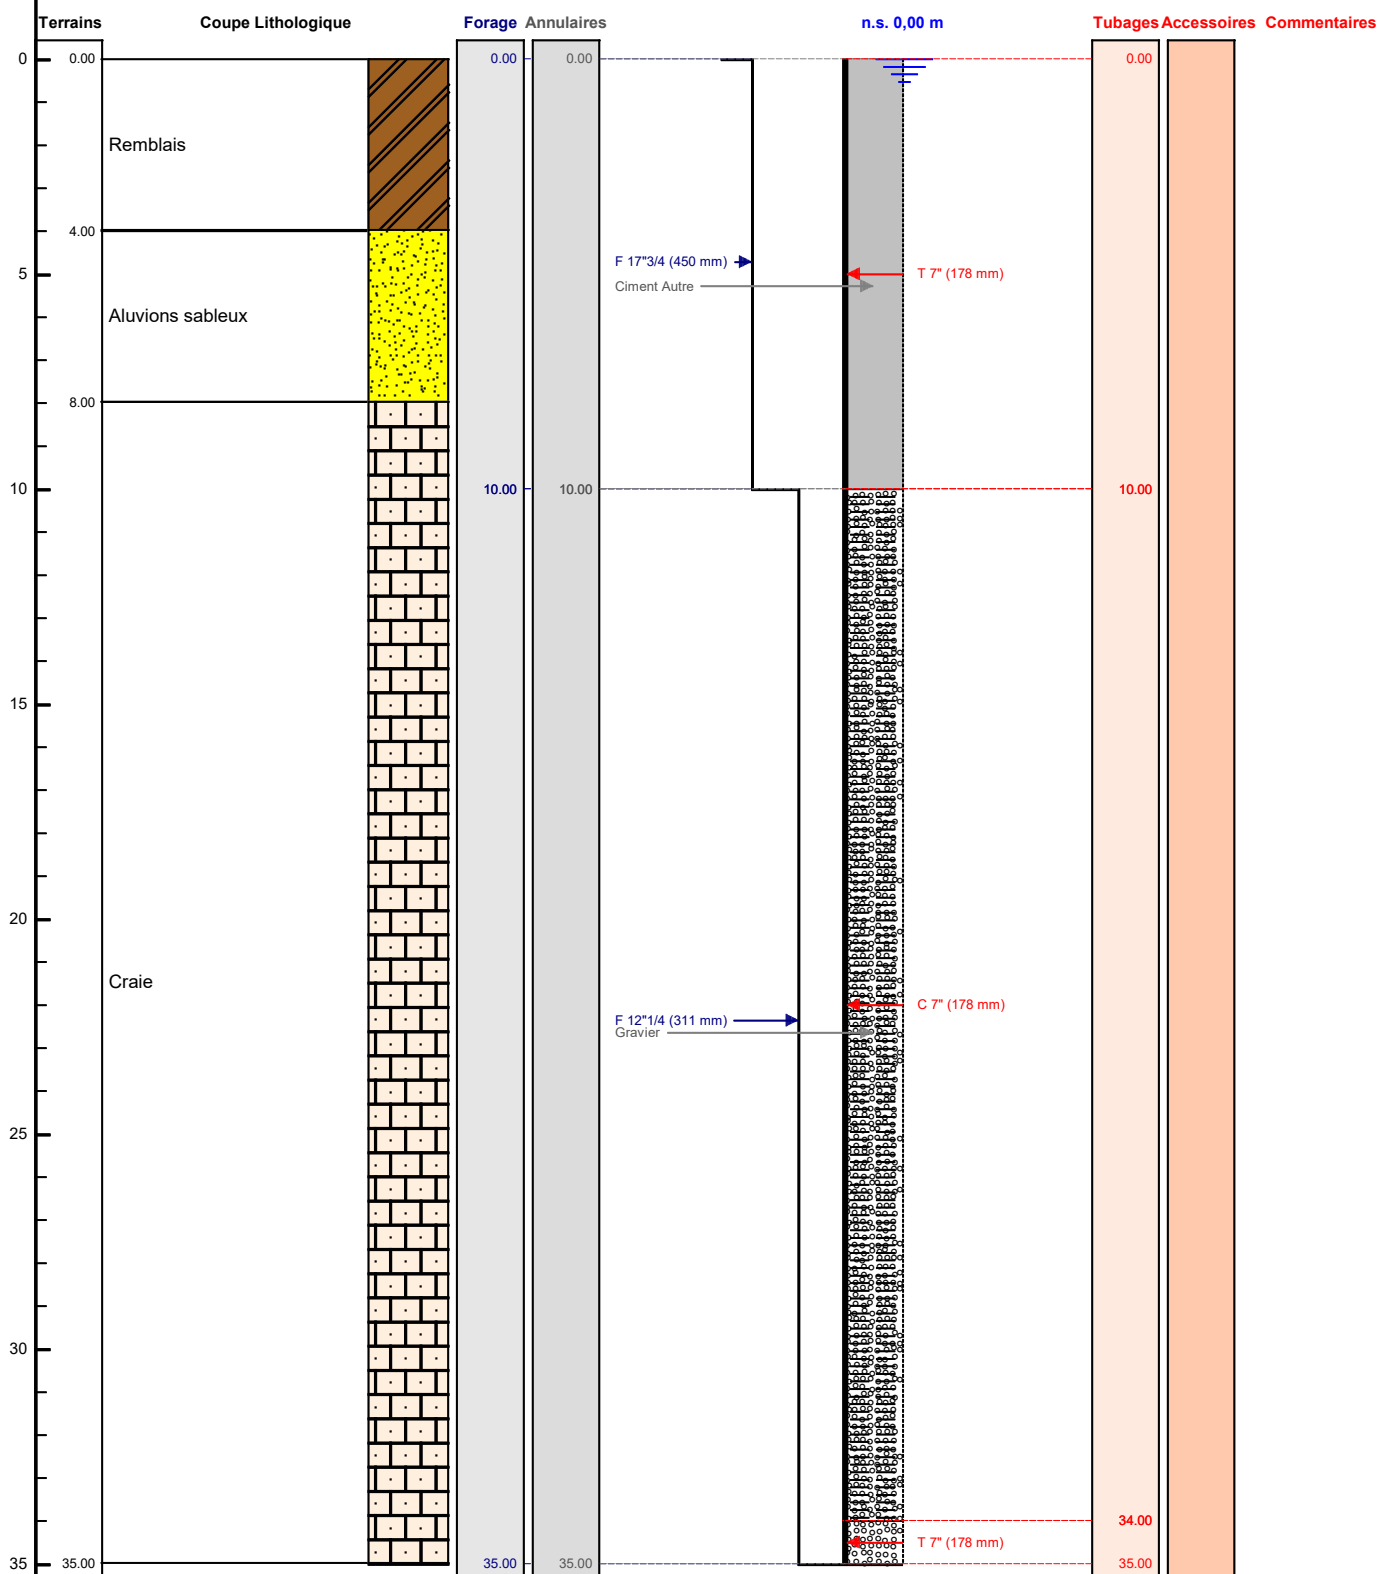 Terrains Coupe Lithologique Forage Annulaires n.s. 0,00 m Tubages Accessoires Commentaires
0 0.00 0.00 0.00 0.00
Remblais
4.00
F 17"3/4 (450 mm)
5 T 7" (178 mm)
Ciment Autre
Aluvions sableux
8.00
10 10.00 10.00 10.00
15
20
Craie
C 7" (178 mm)
F 12"1/4 (311 mm)
Gravier
25
30
34.00
T 7" (178 mm)
35 35.00 35.00 35.00 35.00